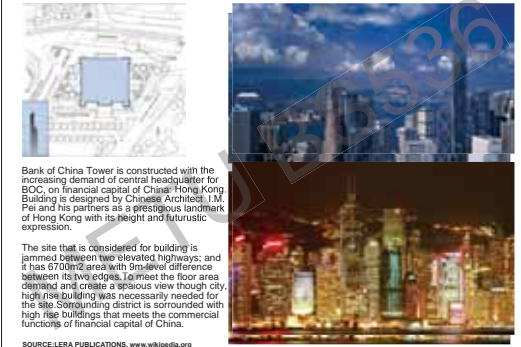 Bank of China Tower is constructed with the
increasing demand of central headquarter for
BOC, on financial capital of China: Hong Kong.
Building is designed by Chinese Architect. I.M.
Pei and his partners as a prestigious landmark
of Hong Kong with its height and futurustic
expression.
The site that is considered for building is
jammed between two elevated highways; and
it has 6700m2 area with 9m-level difference
between its two edges.To meet the floor area
demand and create a spaious view though city,
high rise building was necessarily needed for
the site.Sorrounding district is sorrounded with
high rise buildings that meets the commercial
functions of financial capital of China.
SOURCE:LERA PUBLICATIONS, www.wikipedia.org
METU BS536